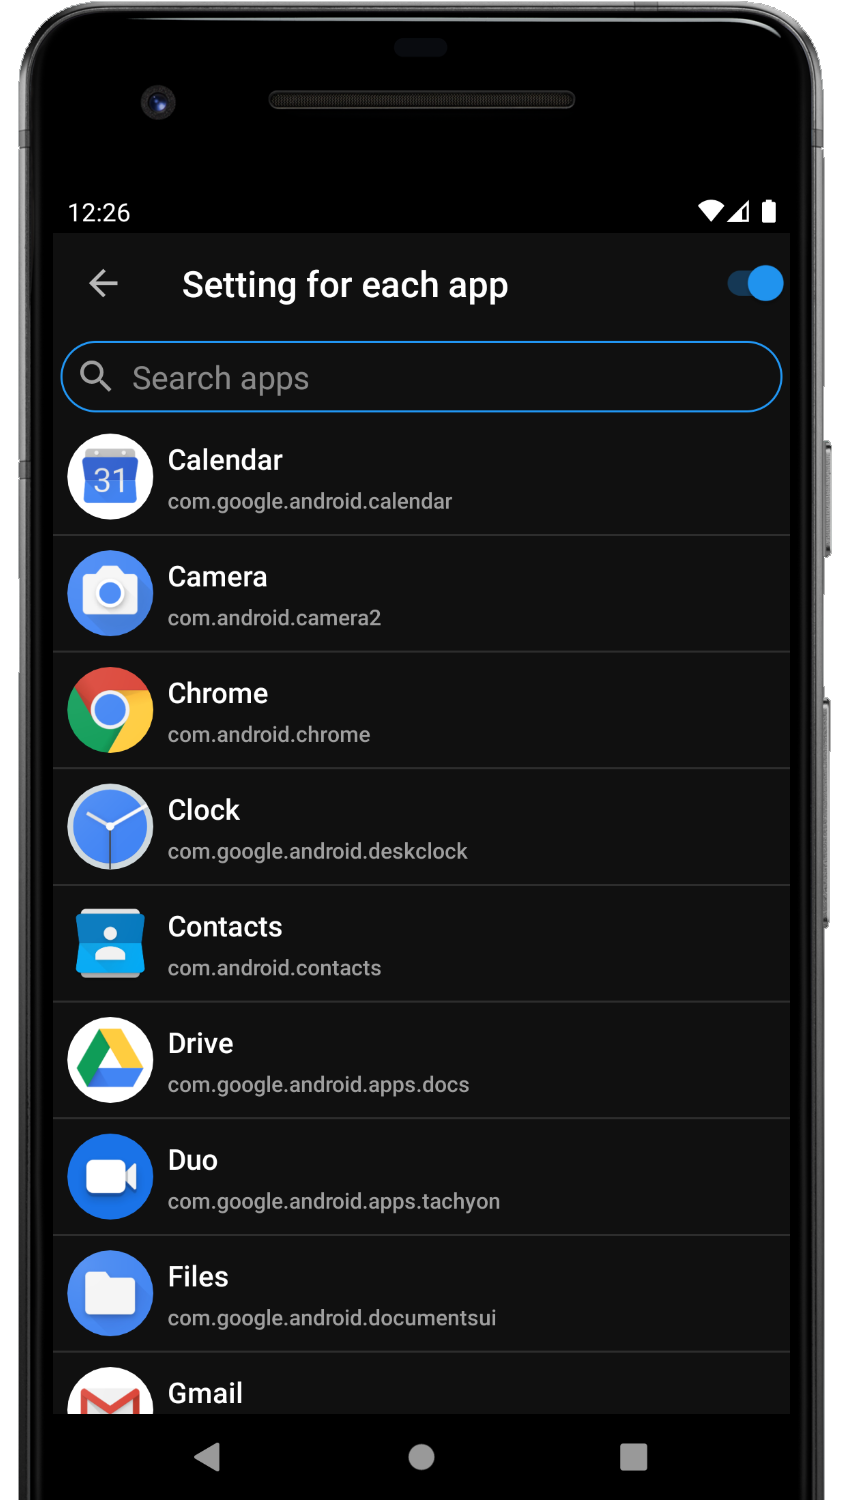 12:26
Setting for each app
Search apps
31
Calendar
com.google.android.calendar
Camera
com.android.camera2
Chrome
com.android.chrome
Clock
com.google.android.deskclock
Contacts
com.android.contacts
Drive
com.google.android.apps.docs
Duo
com.google.android.apps.tachyon
Files
com.google.android.documentsui
Gmail